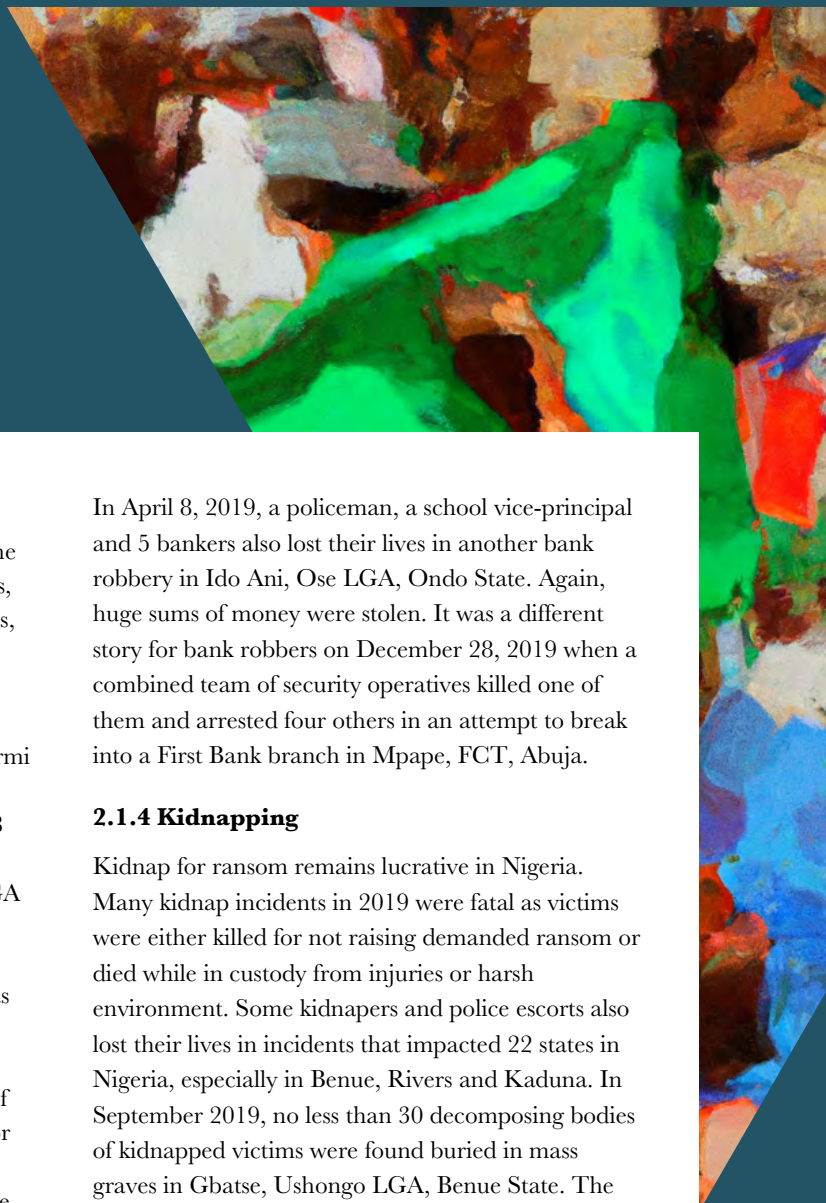 ne
s,
s,
rmi
3
GA
s
f
r
e
In April 8, 2019, a policeman, a school vice-principal
and 5 bankers also lost their lives in another bank
robbery in Ido Ani, Ose LGA, Ondo State. Again,
huge sums of money were stolen. It was a different
story for bank robbers on December 28, 2019 when a
combined team of security operatives killed one of
them and arrested four others in an attempt to break
into a First Bank branch in Mpape, FCT, Abuja.
2.1.4 Kidnapping
Kidnap for ransom remains lucrative in Nigeria.
Many kidnap incidents in 2019 were fatal as victims
were either killed for not raising demanded ransom or
died while in custody from injuries or harsh
environment. Some kidnapers and police escorts also
lost their lives in incidents that impacted 22 states in
Nigeria, especially in Benue, Rivers and Kaduna. In
September 2019, no less than 30 decomposing bodies
of kidnapped victims were found buried in mass
graves in Gbatse, Ushongo LGA, Benue State. The